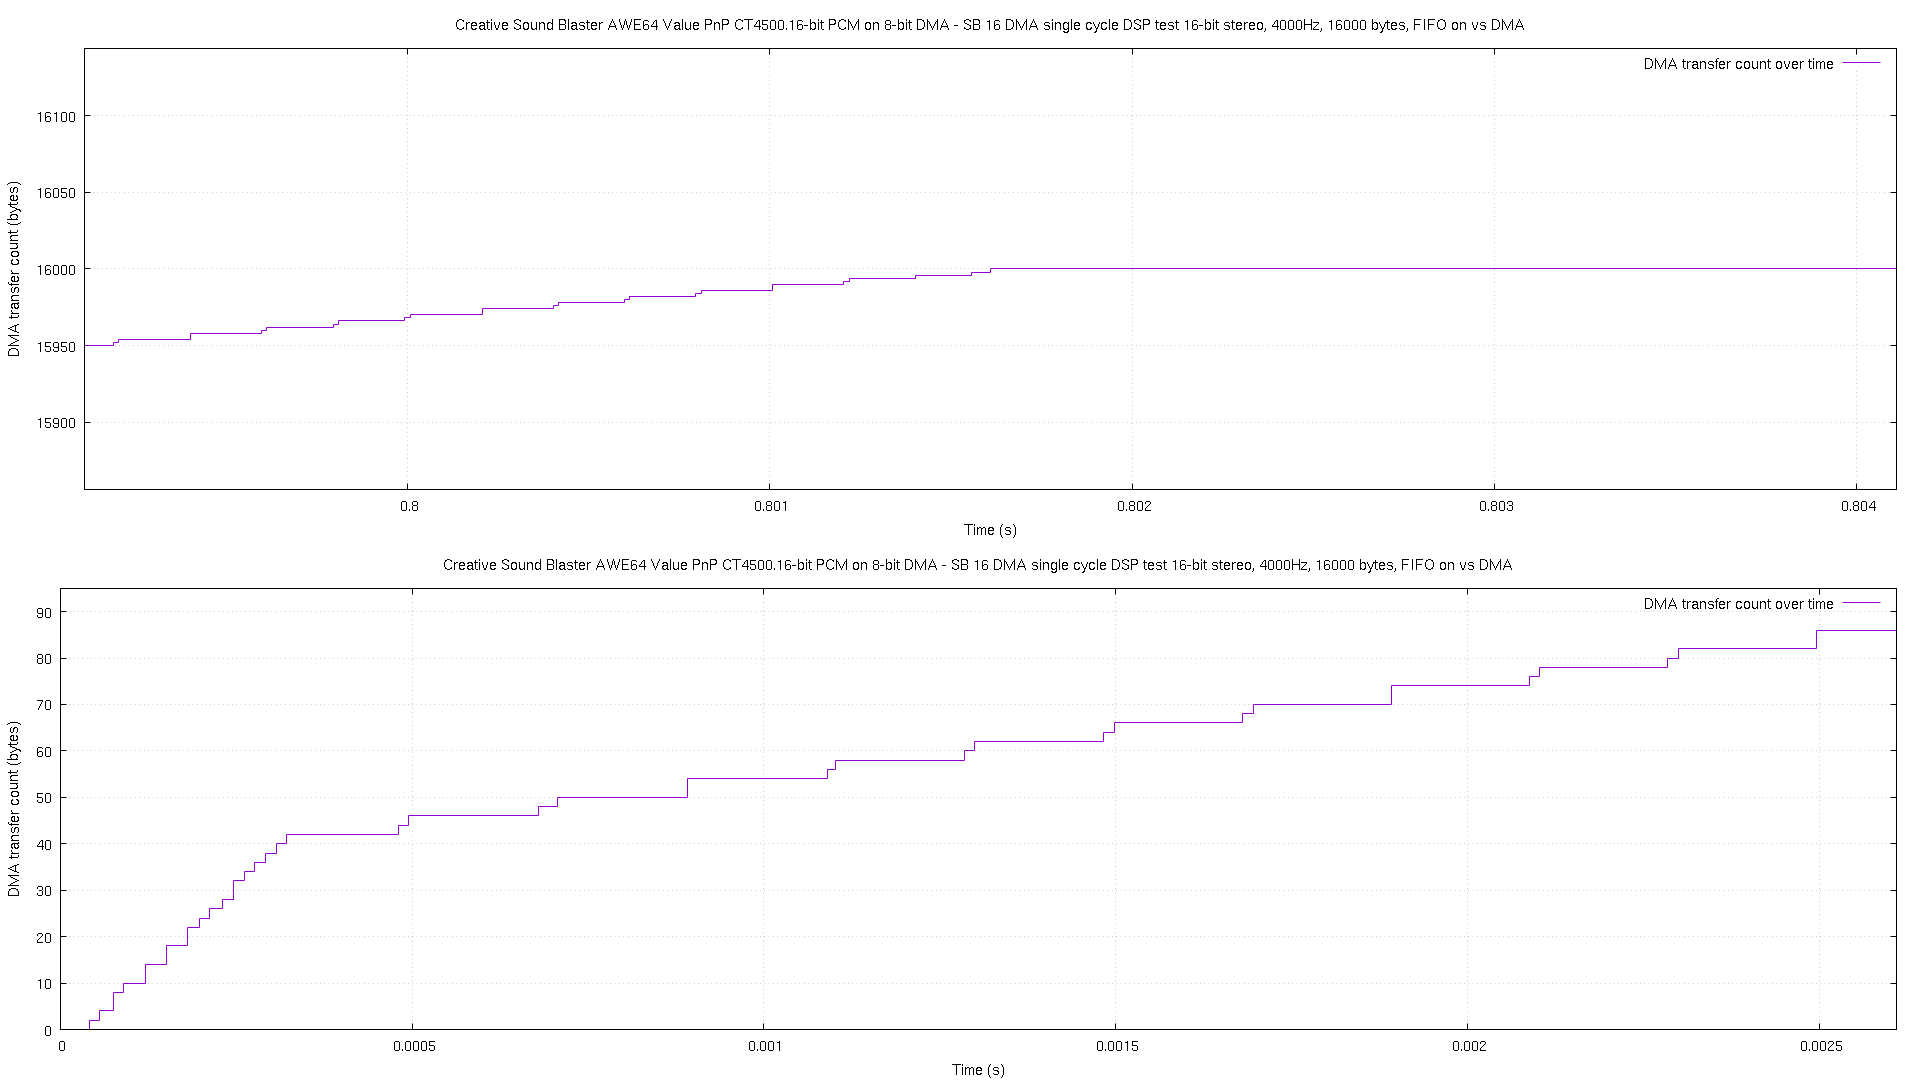 Creative Sound Blaster AWE64 Value PnP CT4500.16-bit PCM on 8-bit DMA - SB 16 DMA single cycle DSP test 16-bit stereo, 4000Hz, 16000 bytes, FIFO on vs DMA
DMA transfer count over time
16100
16050
16000
15950
15900
DMA transfer count (bytes)
0.8 0.801 0.802 0.803 0.804
Time (s)
Creative Sound Blaster AWE64 Value PnP CT4500.16-bit PCM on 8-bit DMA - SB 16 DMA single cycle DSP test 16-bit stereo, 4000Hz, 16000 bytes, FIFO on vs DMA
DMA transfer count over time
90
80
70
60
50
40
30
20
10
0
DMA transfer count (bytes)
0 0.0005 0.001 0.0015 0.002 0.0025
Time (s)